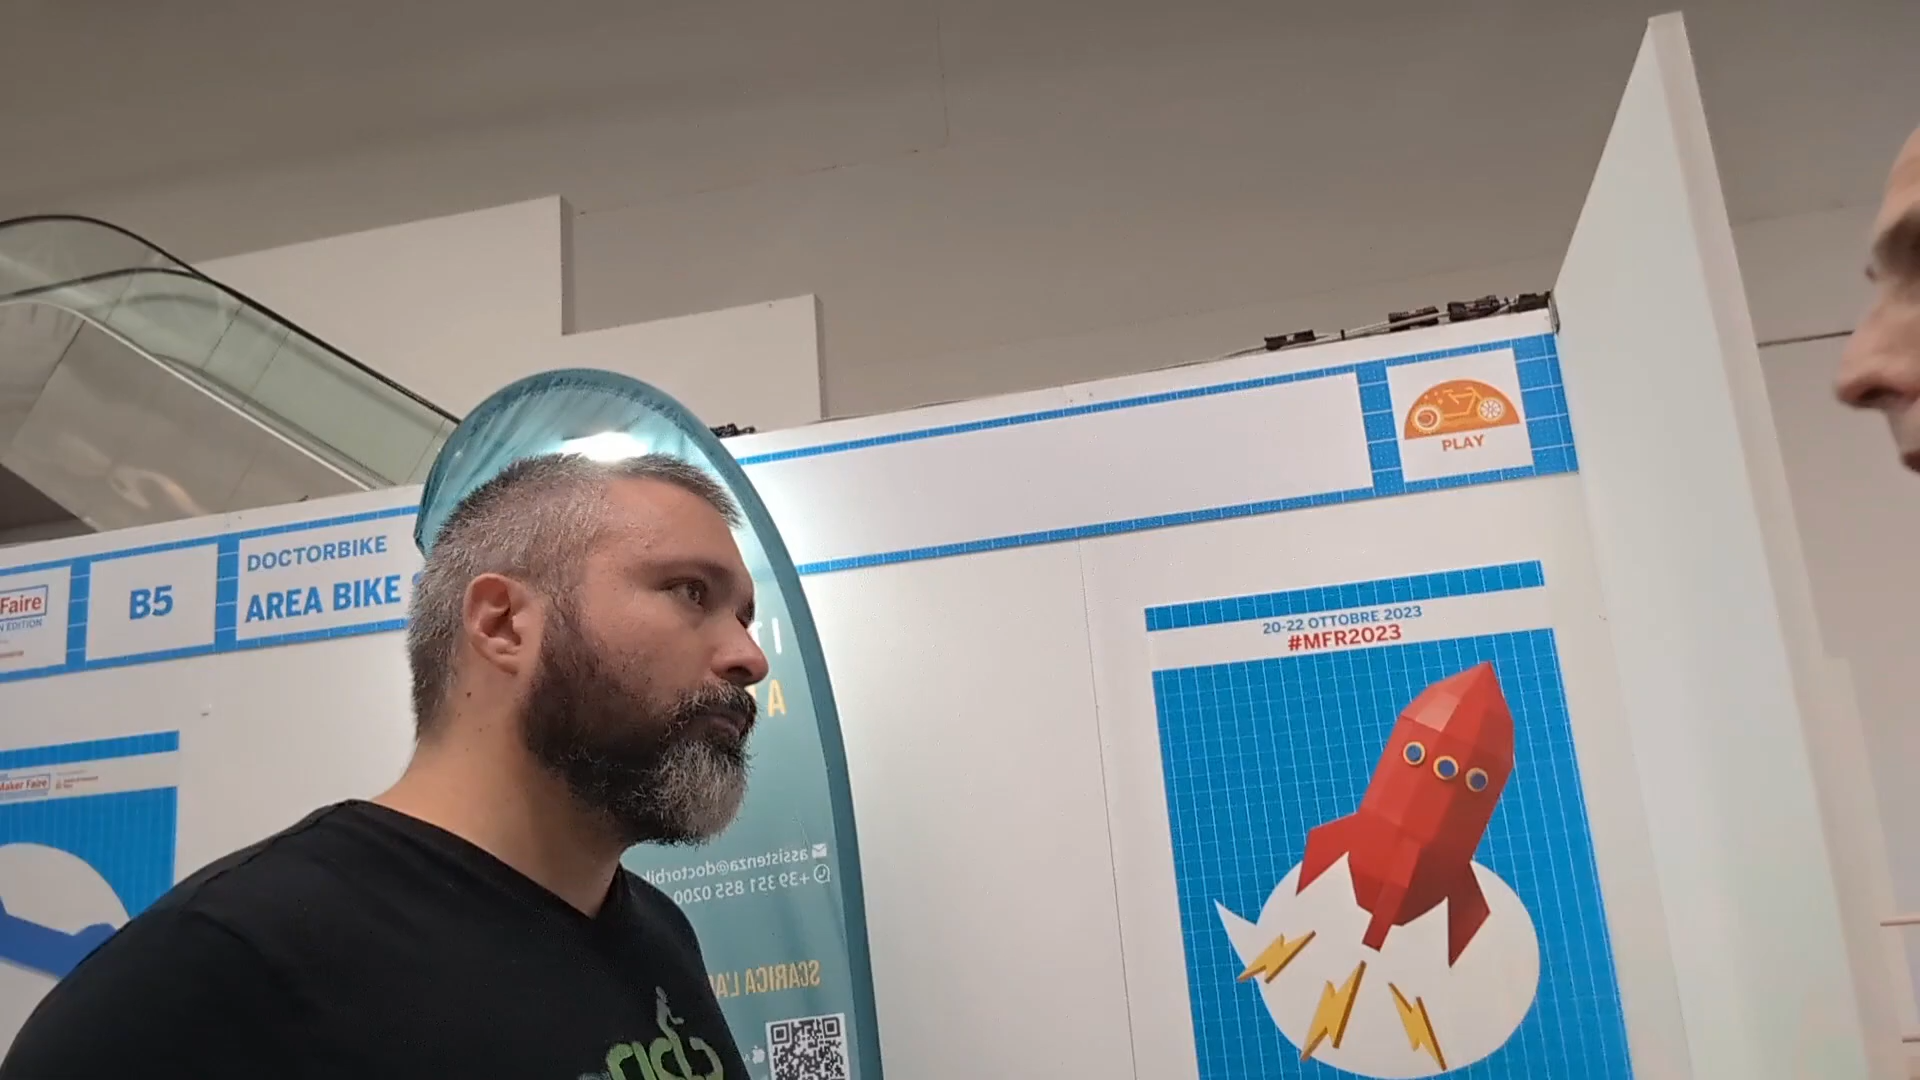 Faire
N EDITION
B5
DOCTORBIKE
AREA BIKE
PLAY
20-22 OTTOBRE 2023
#MFR2023
Maker Faire
assistenza@doctorbi
+39 351 855 0200
SCARICA L'A